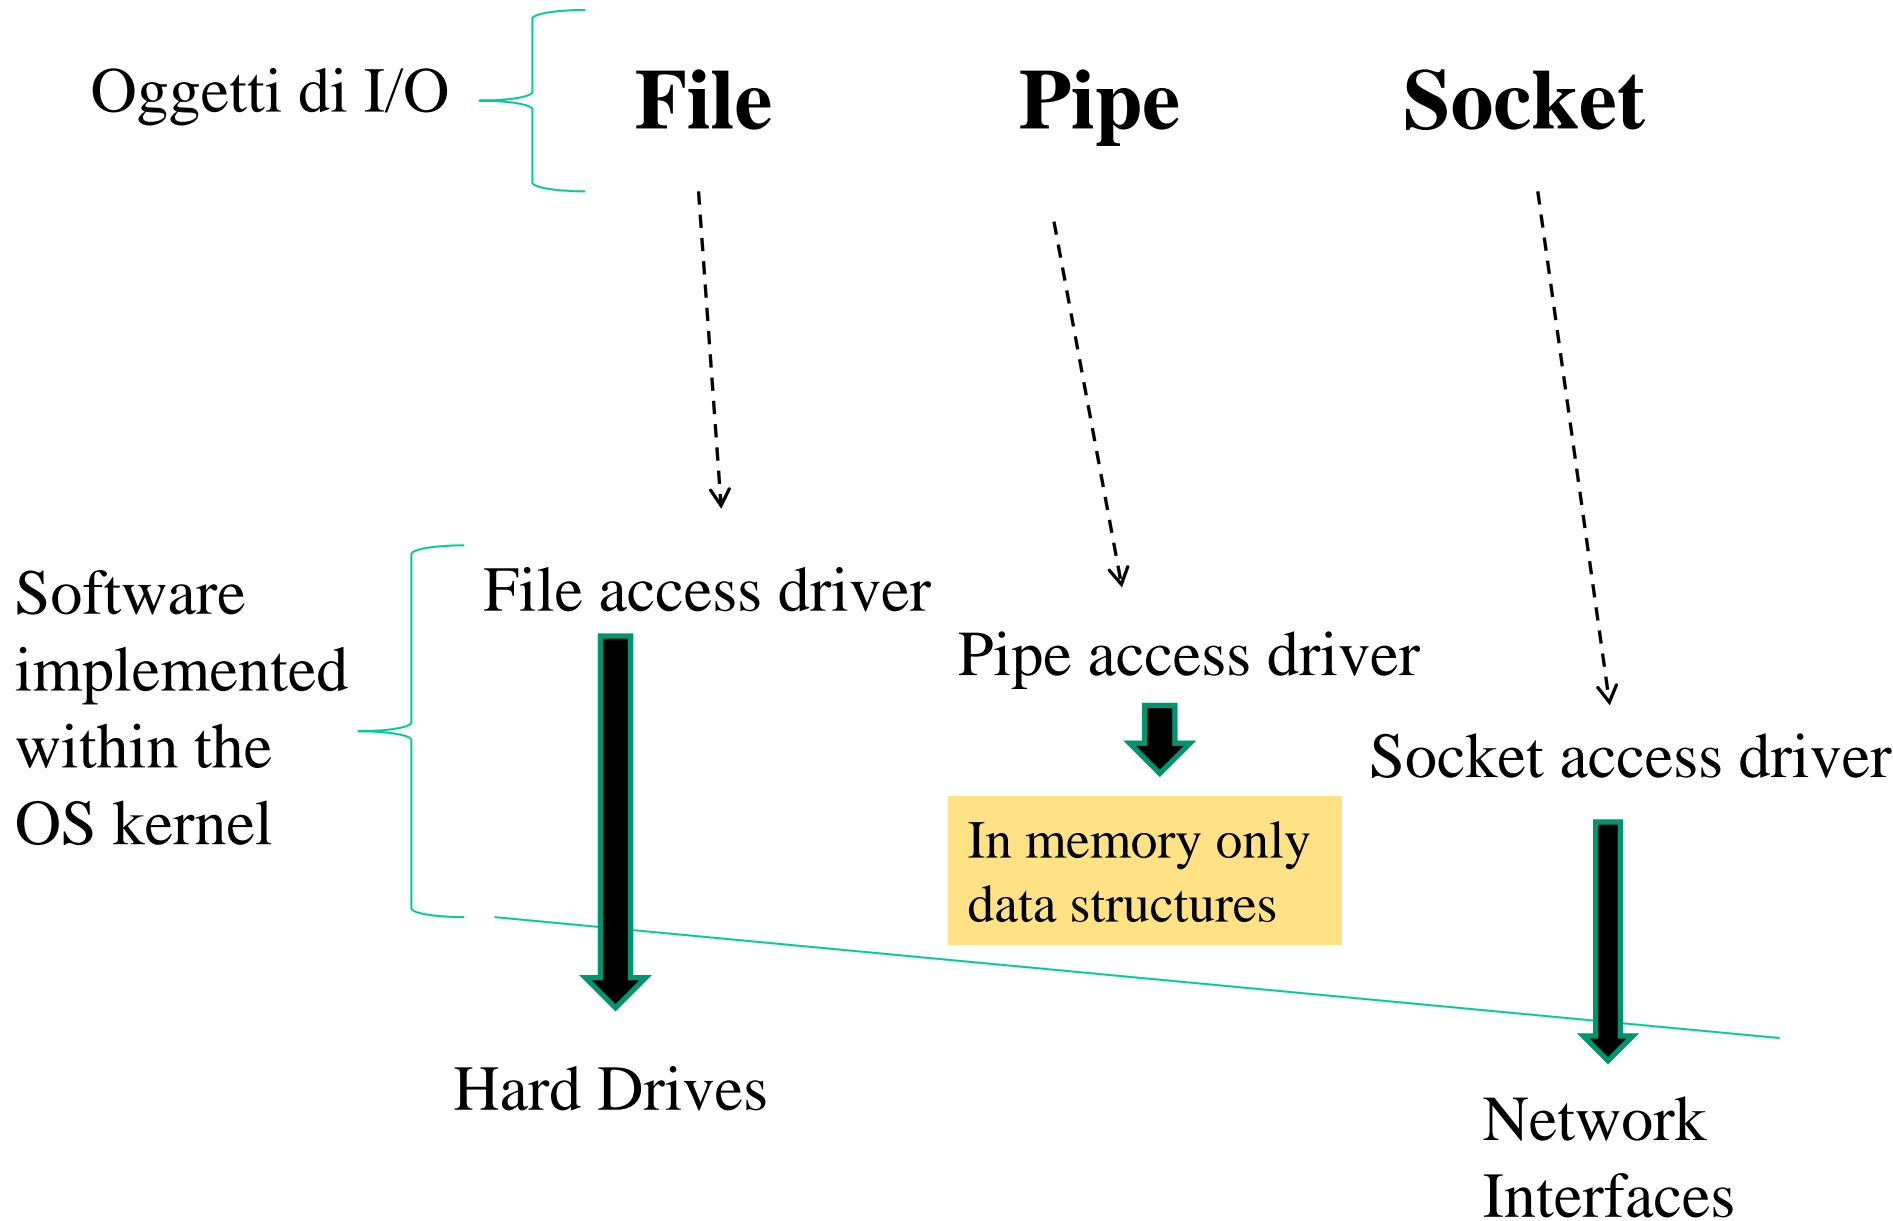 Oggetti di I/O
File
Pipe
Socket
Software
implemented
within the
OS kernel
File access driver
Pipe access driver
Socket access driver
In memory only
data structures
Hard Drives
Network
Interfaces